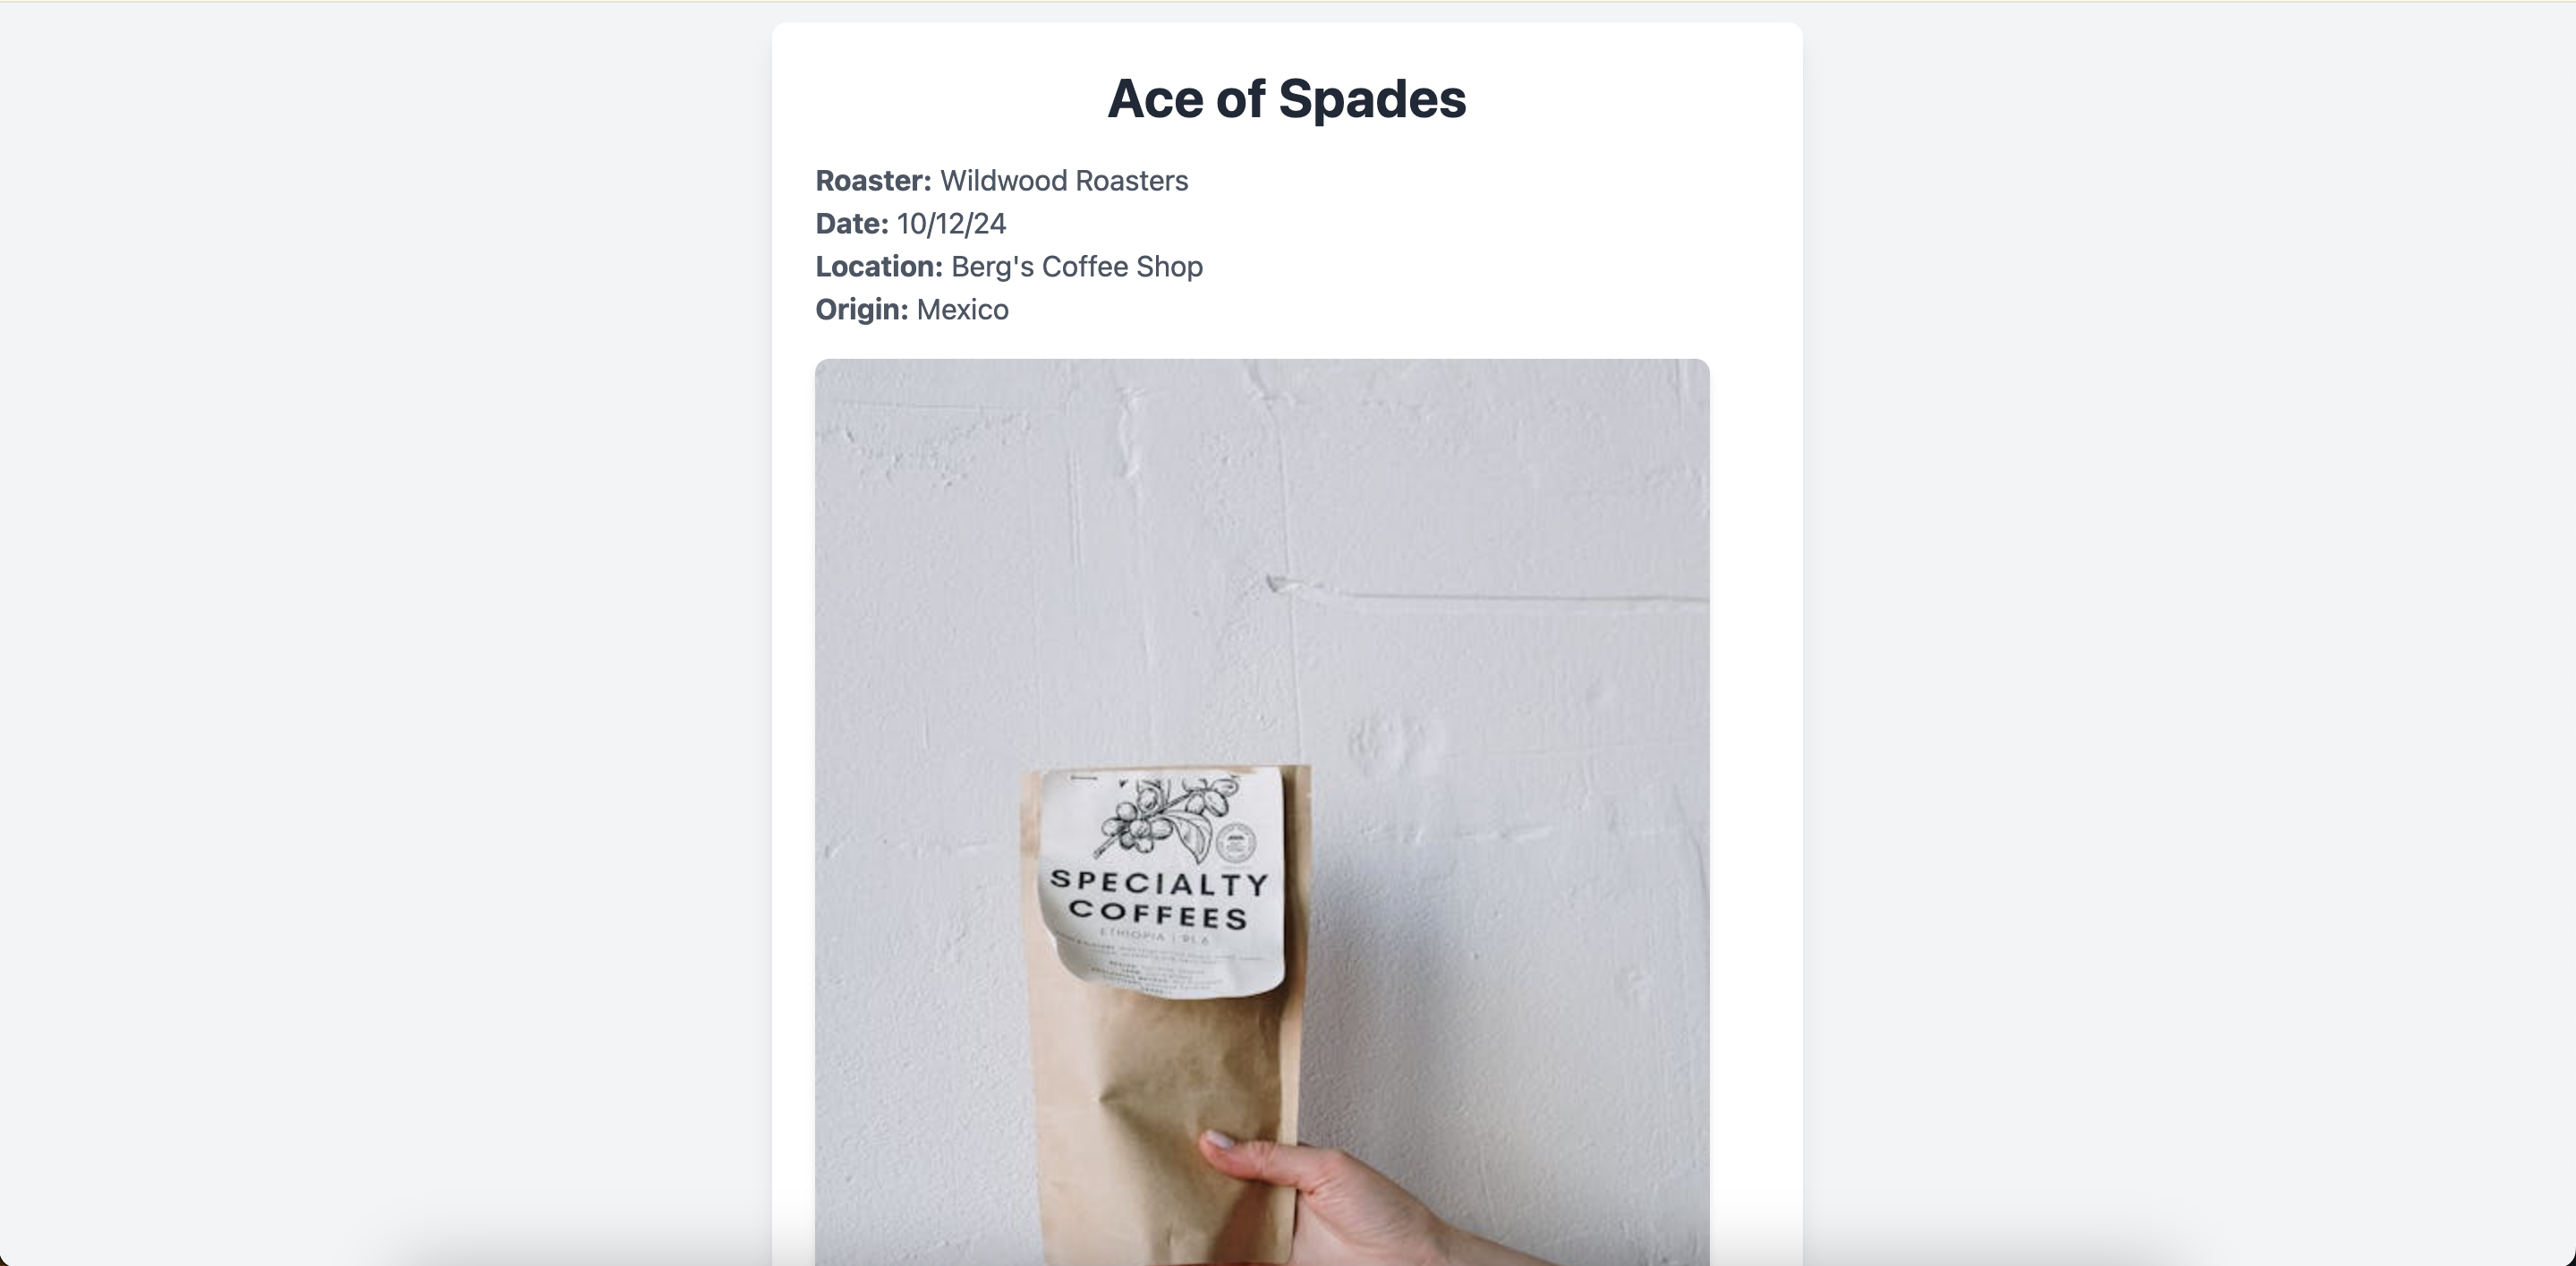 Ace of Spades
Roaster: Wildwood Roasters
Date: 10/12/24
Location: Berg's Coffee Shop
Origin: Mexico
SPECIALTY
COFFEES
ETHIOPIA | 91.6